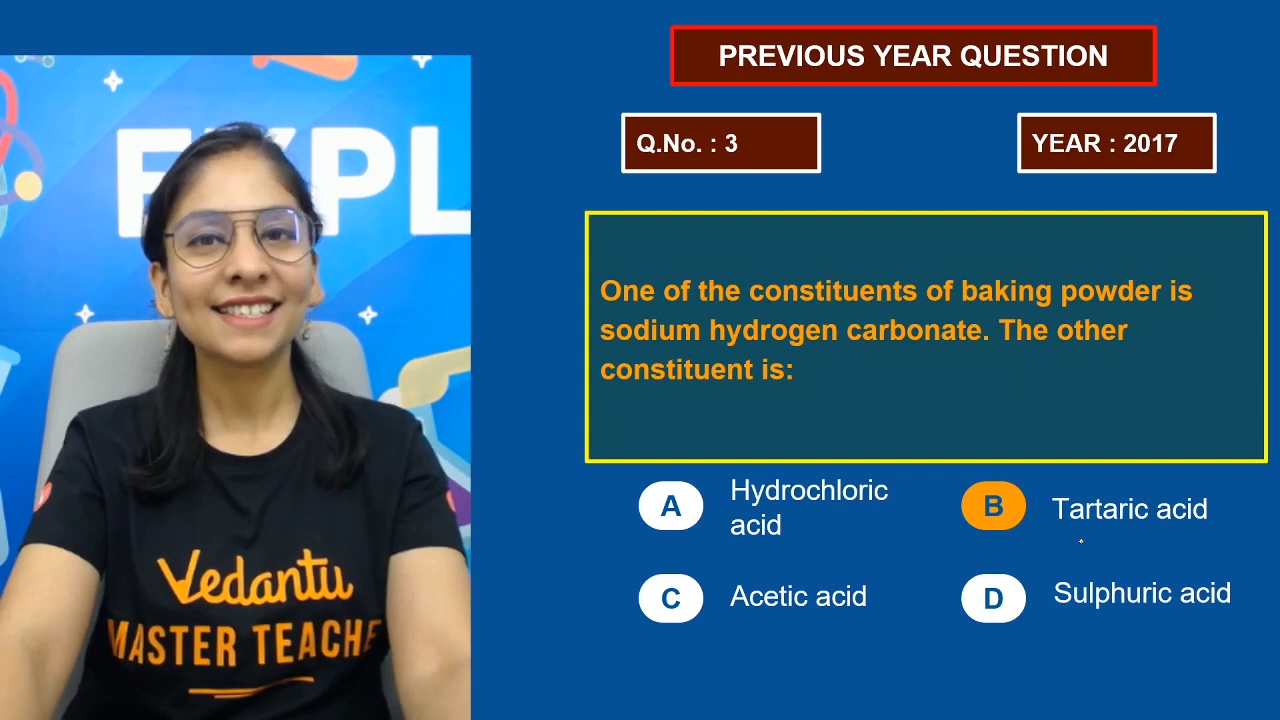 EXPL
Vedantu
MASTER TEACHE
PREVIOUS YEAR QUESTION
Q.No. : 3
YEAR : 2017
One of the constituents of baking powder is
sodium hydrogen carbonate. The other
constituent is:
A
Hydrochloric
acid
B
Tartaric acid
C
Acetic acid
D
Sulphuric acid